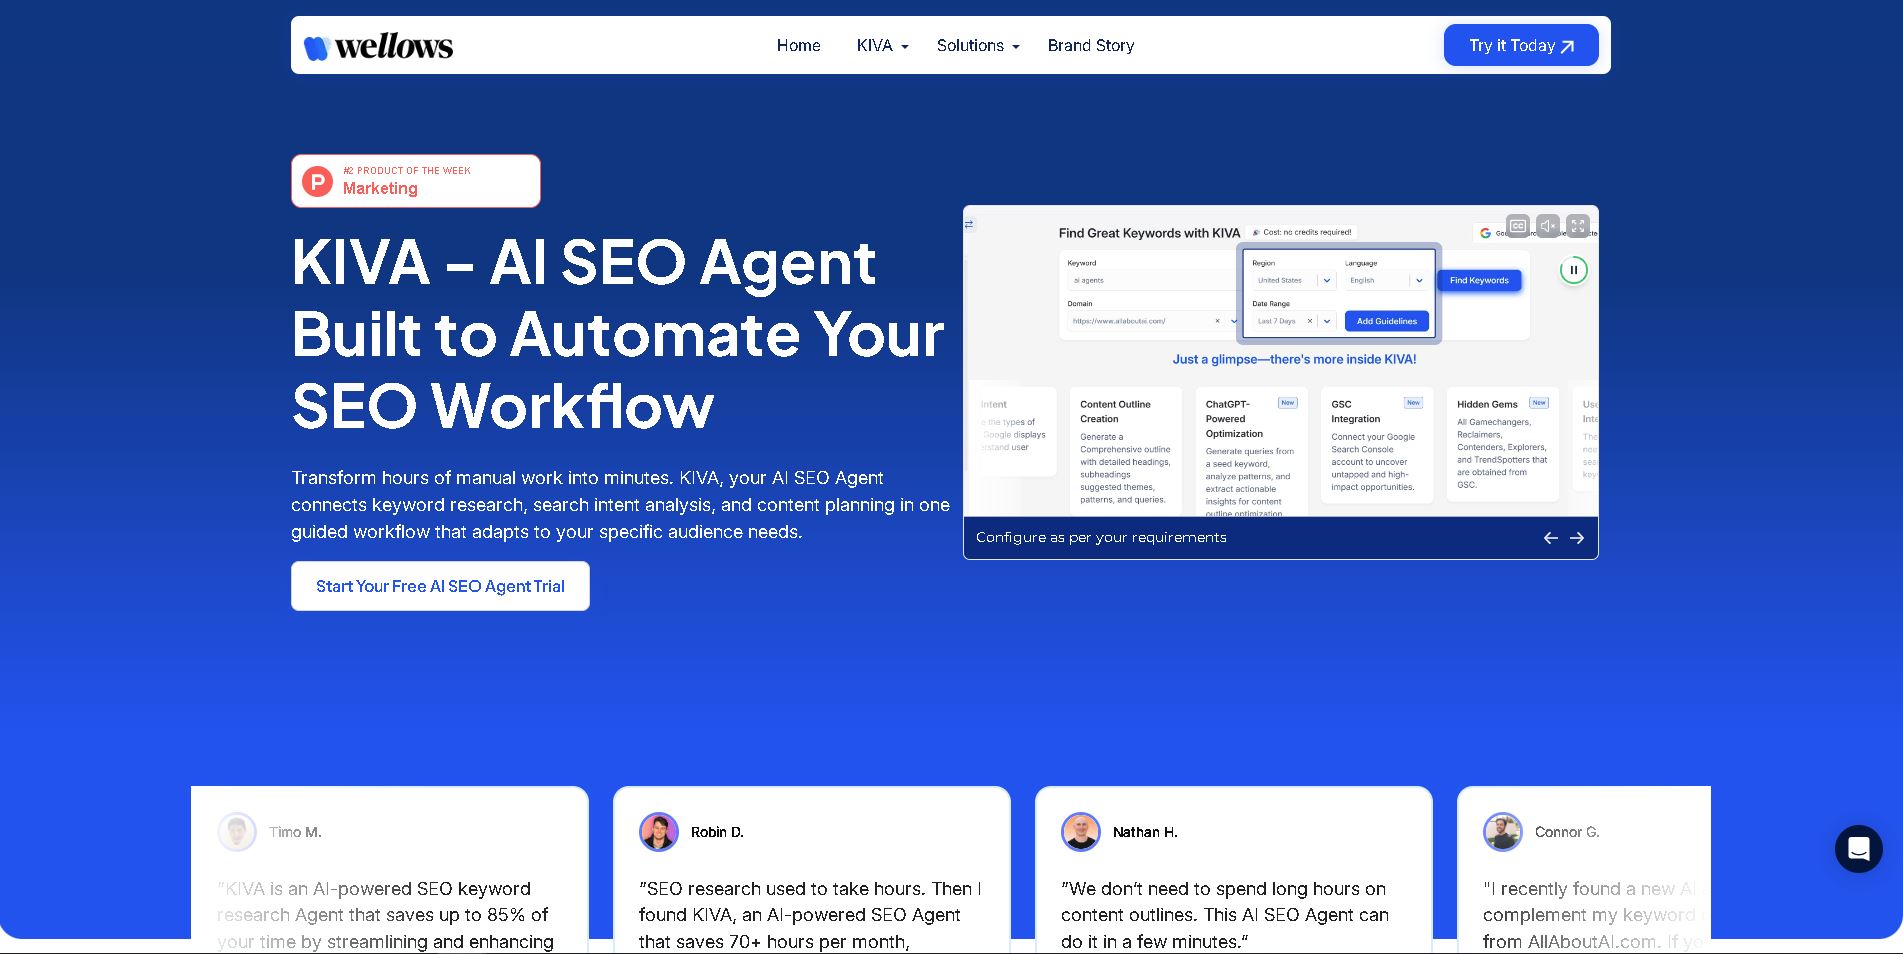 wellows
Home
KIVA
Solutions
Brand Story
Try it Today
#2 PRODUCT OF THE WEEK
Marketing
KIVA – AI SEO Agent
Built to Automate Your
SEO Workflow
Transform hours of manual work into minutes. KIVA, your AI SEO Agent
connects keyword research, search intent analysis, and content planning in one
guided workflow that adapts to your specific audience needs.
Start Your Free AI SEO Agent Trial
Find Great Keywords with KIVA
Cost: no credits required!
Keyword
ai agents
Domain
https://www.allaboutai.com/
Region
United States
Language
English
Date Range
Last 7 Days
Add Guidelines
Find Keywords
Just a glimpse—there's more inside KIVA!
Intent
the types of
Google displays
user
Content Outline
Creation
Generate a
Comprehensive outline
with detailed headings,
subheadings
suggested themes,
patterns, and queries.
ChatGPT-
Powered
Optimization
New
Generate queries from
a seed keyword,
analyze patterns, and
extract actionable
insights for content
outline optimization.
GSC
Integration
New
Connect your Google
Search Console
account to uncover
untapped and high-
impact opportunities.
Hidden Gems
New
All Gamechangers,
Reclaimers,
Contenders, Explorers,
and TrendSpotters that
are obtained from
GSC.
Configure as per your requirements
Timo M.
"KIVA is an AI-powered SEO keyword
research Agent that saves up to 85% of
your time by streamlining and enhancing
Robin D.
"SEO research used to take hours. Then I
found KIVA, an AI-powered SEO Agent
that saves 70+ hours per month,
Nathan H.
"We don't need to spend long hours on
content outlines. This AI SEO Agent can
do it in a few minutes."
Connor G.
"I recently found a new AI
complement my keyword
from AllAboutAI.com. If